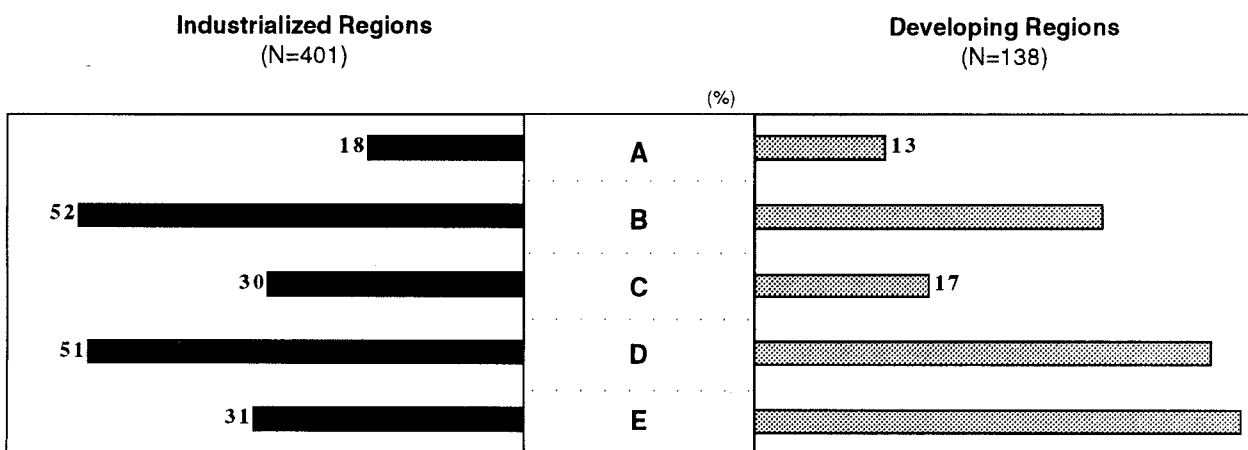 Industrialized Regions
(N=401)
Developing Regions
(N=138)
(%)
18 A 13
52 B
30 C 17
51 D
31 E